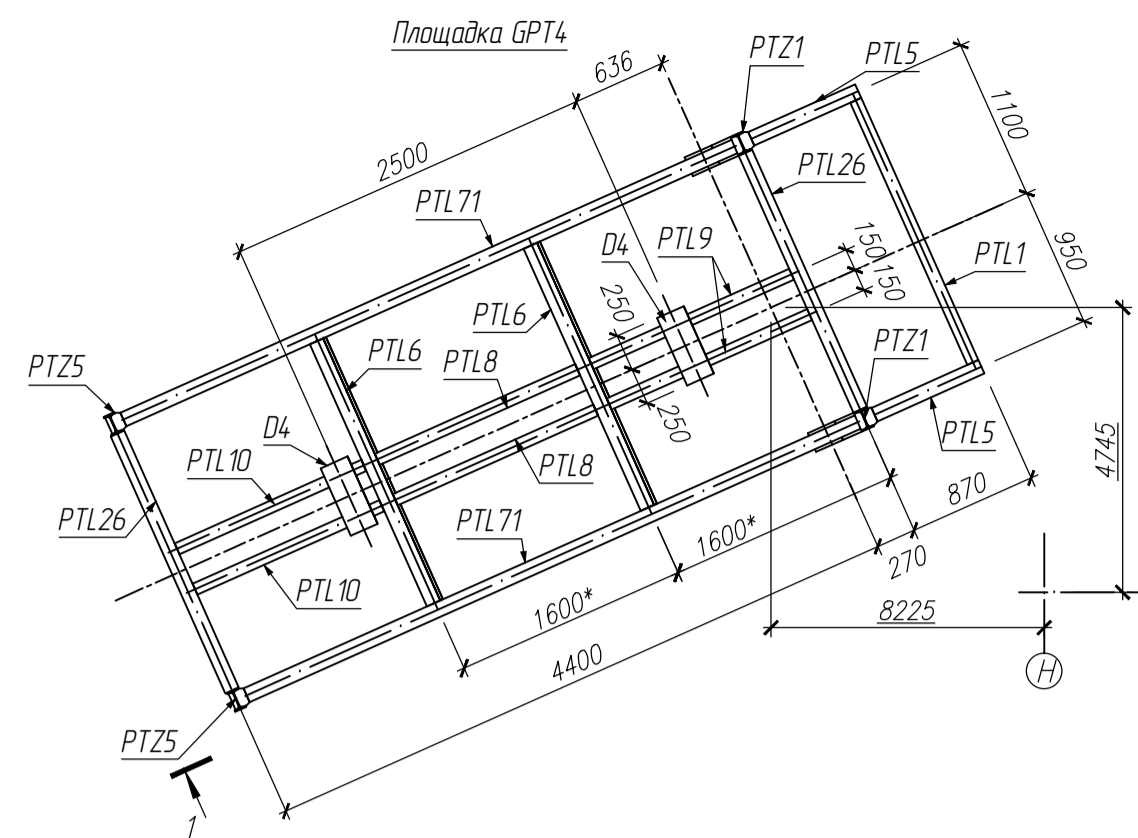 Площадка GPT4
636
PTZ1
PTL5
1100
2500
PTL26
PTL71
D4
PTL9
150
150
PTL1
950
PTL6
250
PTL6
PTL8
PTZ1
PTZ5
250
D4
PTL8
PTL5
4745
PTL10
PTL26
PTL71
870
PTL10
1600*
270
1600*
8225
4400
Н
PTZ5
1